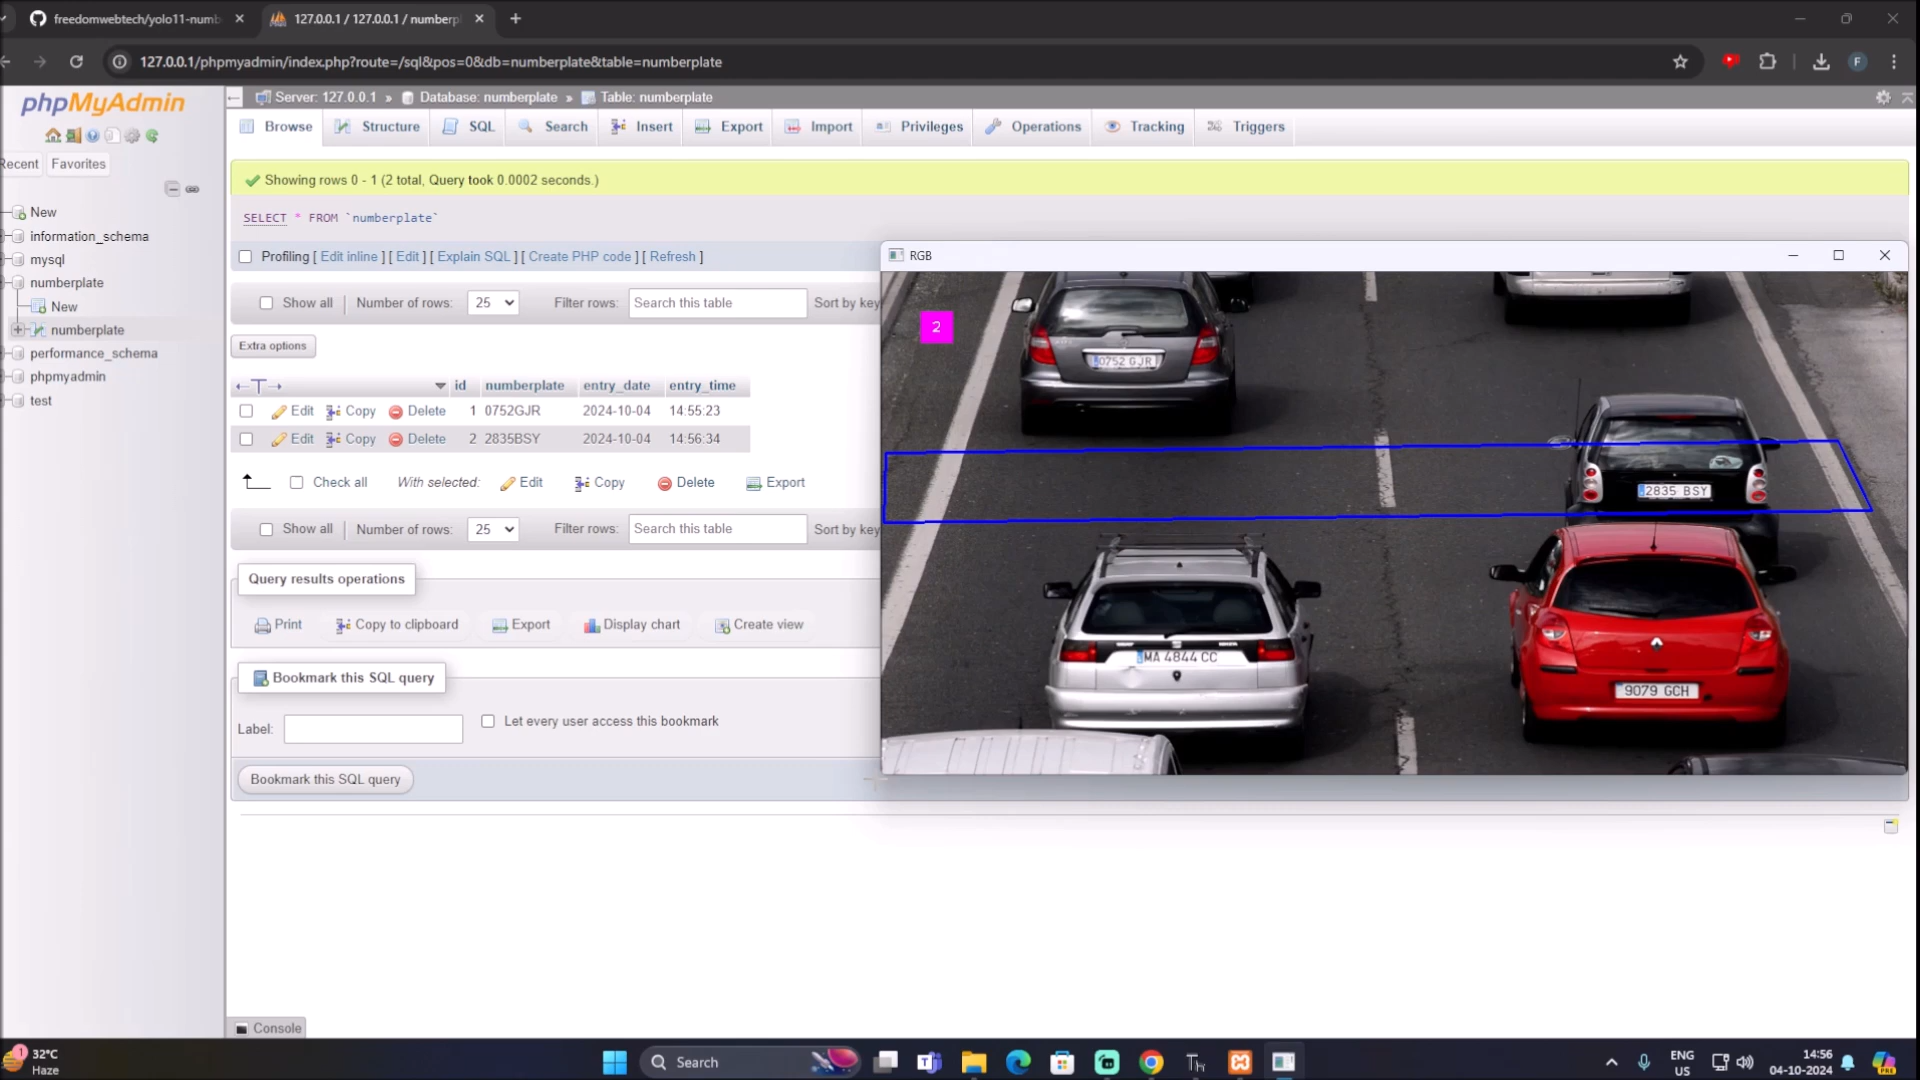 freedomwebtech/yolo11-numb
127.0.0.1 / 127.0.0.1 / numberp
127.0.0.1/phpmyadmin/index.php?route=/sql&pos=0&db=numberplate&table=numberplate
F
phpMyAdmin
Recent Favorites
New
information_schema
mysql
numberplate
New
numberplate
performance_schema
phpmyadmin
test
Server: 127.0.0.1 » Database: numberplate » Table: numberplate
Browse Structure SQL Search Insert Export Import Privileges Operations Tracking Triggers
Showing rows 0 - 1 (2 total, Query took 0.0002 seconds.)
SELECT * FROM `numberplate`
Profiling [ Edit inline ] [ Edit ] [ Explain SQL ] [ Create PHP code ] [ Refresh ]
Show all Number of rows: 25 Filter rows: Search this table Sort by key
Extra options
id numberplate entry_date entry_time
Edit Copy Delete 1 0752GJR 2024-10-04 14:55:23
Edit Copy Delete 2 2835BSY 2024-10-04 14:56:34
Check all With selected: Edit Copy Delete Export
Show all Number of rows: 25 Filter rows: Search this table Sort by key
Query results operations
Print Copy to clipboard Export Display chart Create view
Bookmark this SQL query
Label: Let every user access this bookmark
Bookmark this SQL query
Console
RGB
2
0752 GJR
2835 BSY
MA 4844 CC
9079 GCH
1
32°C
Haze
Search
ENG
US
14:56
04-10-2024
PRE